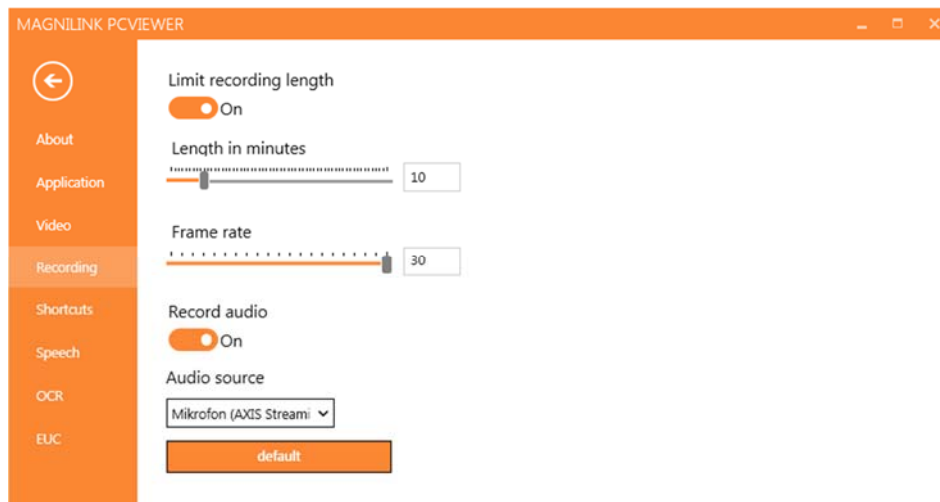 MAGNILINK PCVIEWER
About
Application
Video
Recording
Shortcuts
Speech
OCR
EUC
Limit recording length
On
Length in minutes
10
Frame rate
30
Record audio
On
Audio source
Mikrofon (AXIS Streami
default